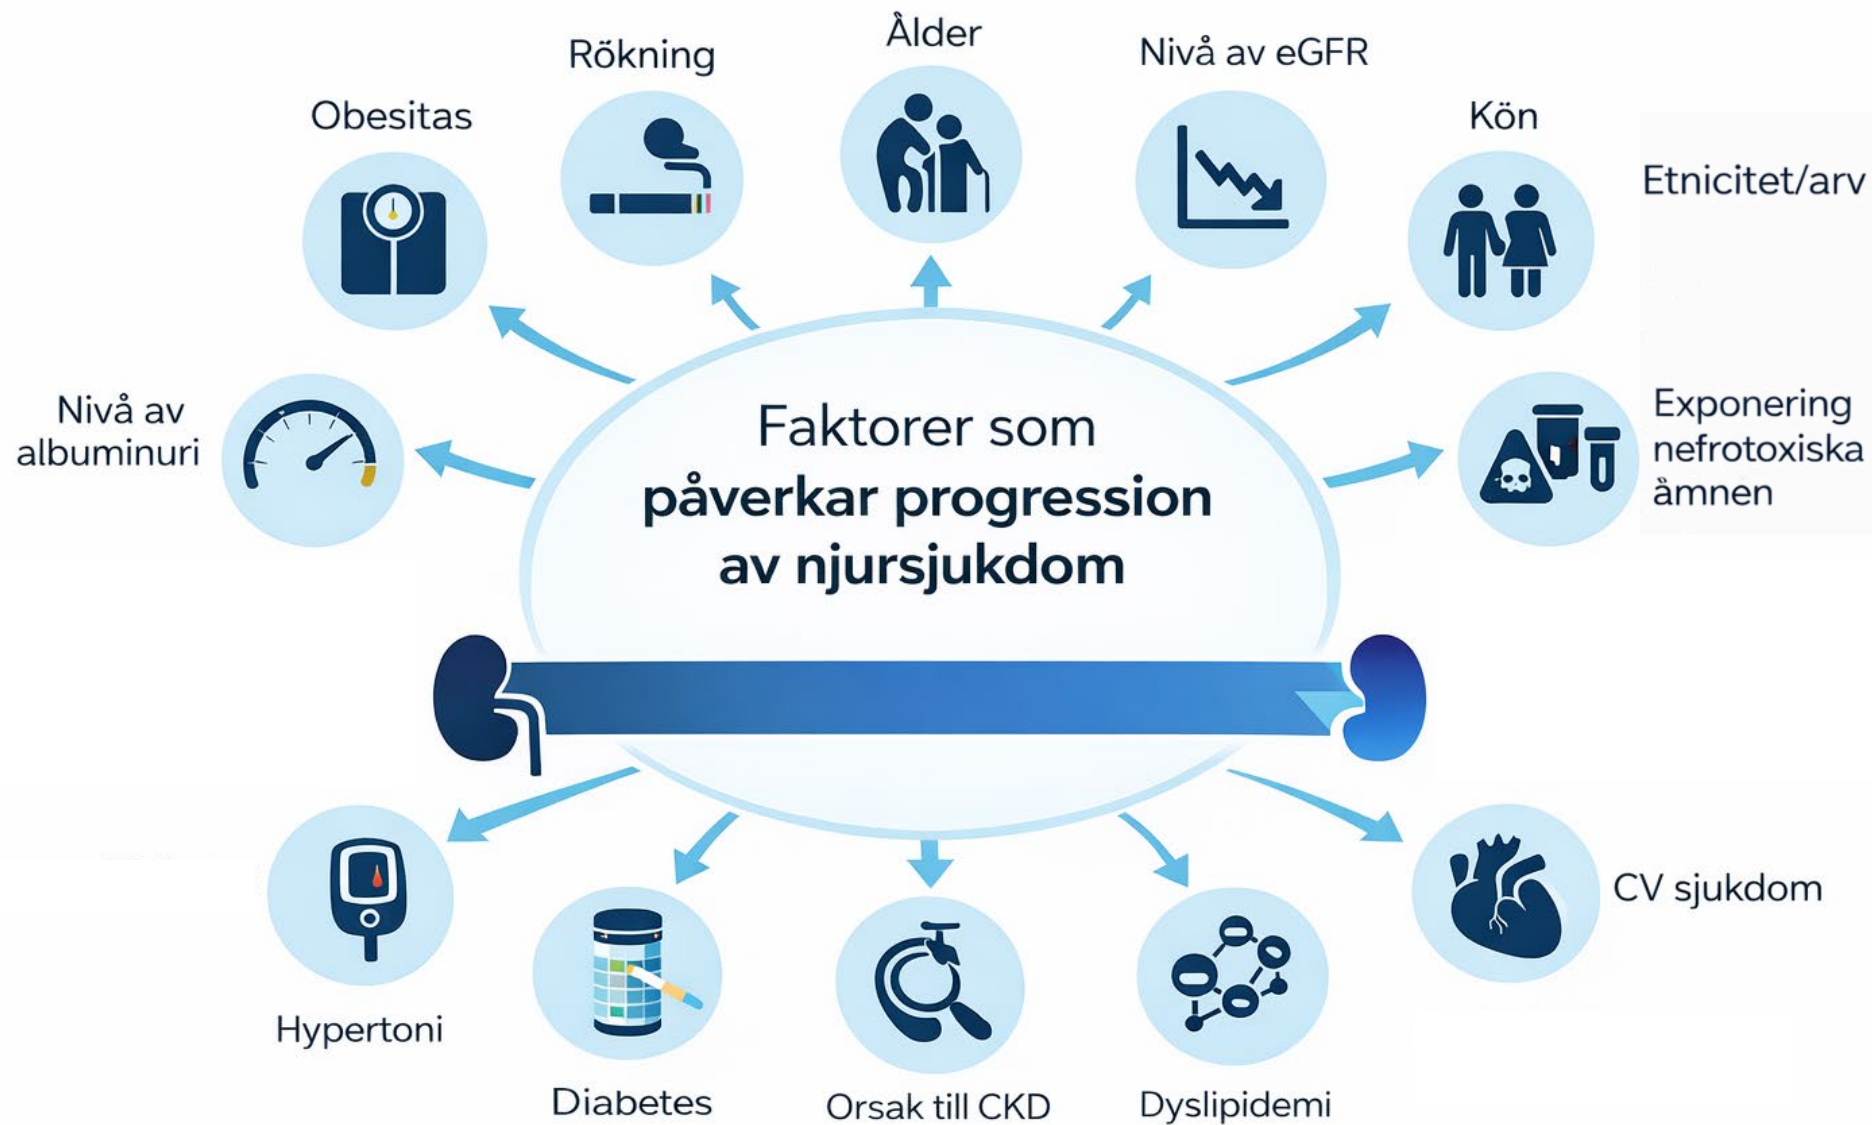 Ålder
Rökning
Nivå av eGFR
Obesitas
Kön
Etnicitet/arv
Nivå av
albuminuri
Exponering
nefrotoxiska
åmnen
Faktorer som
påverkar progression
av njursjukdom
CV sjukdom
Hypertoni
Diabetes
Orsak till CKD
Dyslipidemi